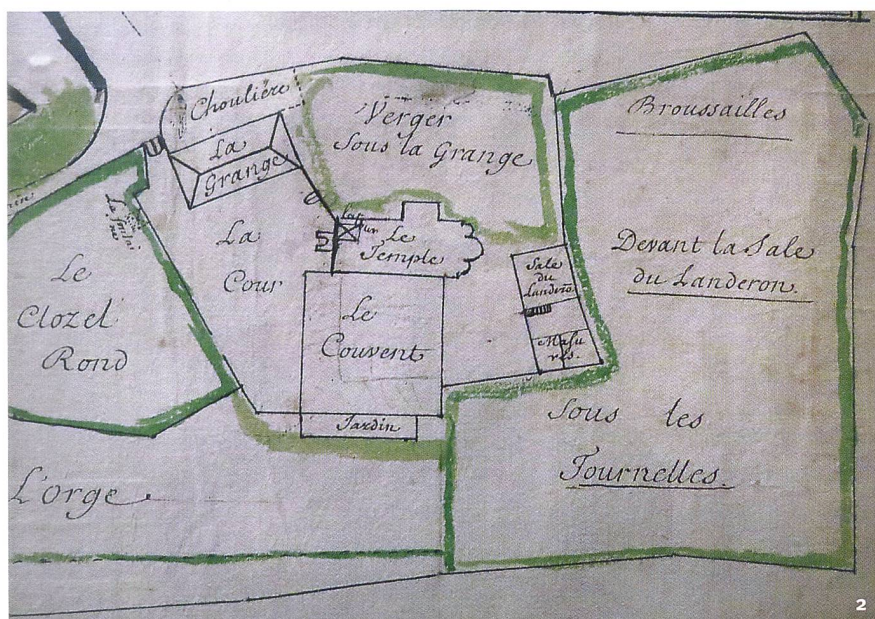 Choulière
Verger
Sous la Grange
Broussailles
La
Grange
La
Cour
Le
Temple
Le
Clozel
Rond
Le
Couvent
Sale
du
Landero.
Masu
res.
Devant la Sale
du Landeron.
Jardin
Sous les
Tournelles.
L'Orge
2